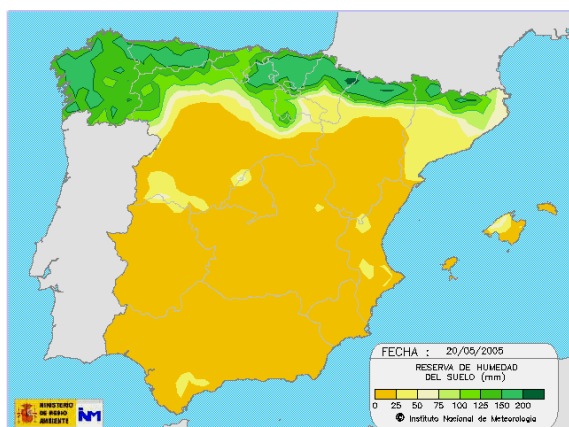 FECHA : 20/05/2005
RESERVA DE HUMEDAD
DEL SUELO (mm)
0 25 50 75 100 125 150 200
© Instituto Nacional de Meteorologia
MINISTERIO
DE MEDIO
AMBIENTE
INM